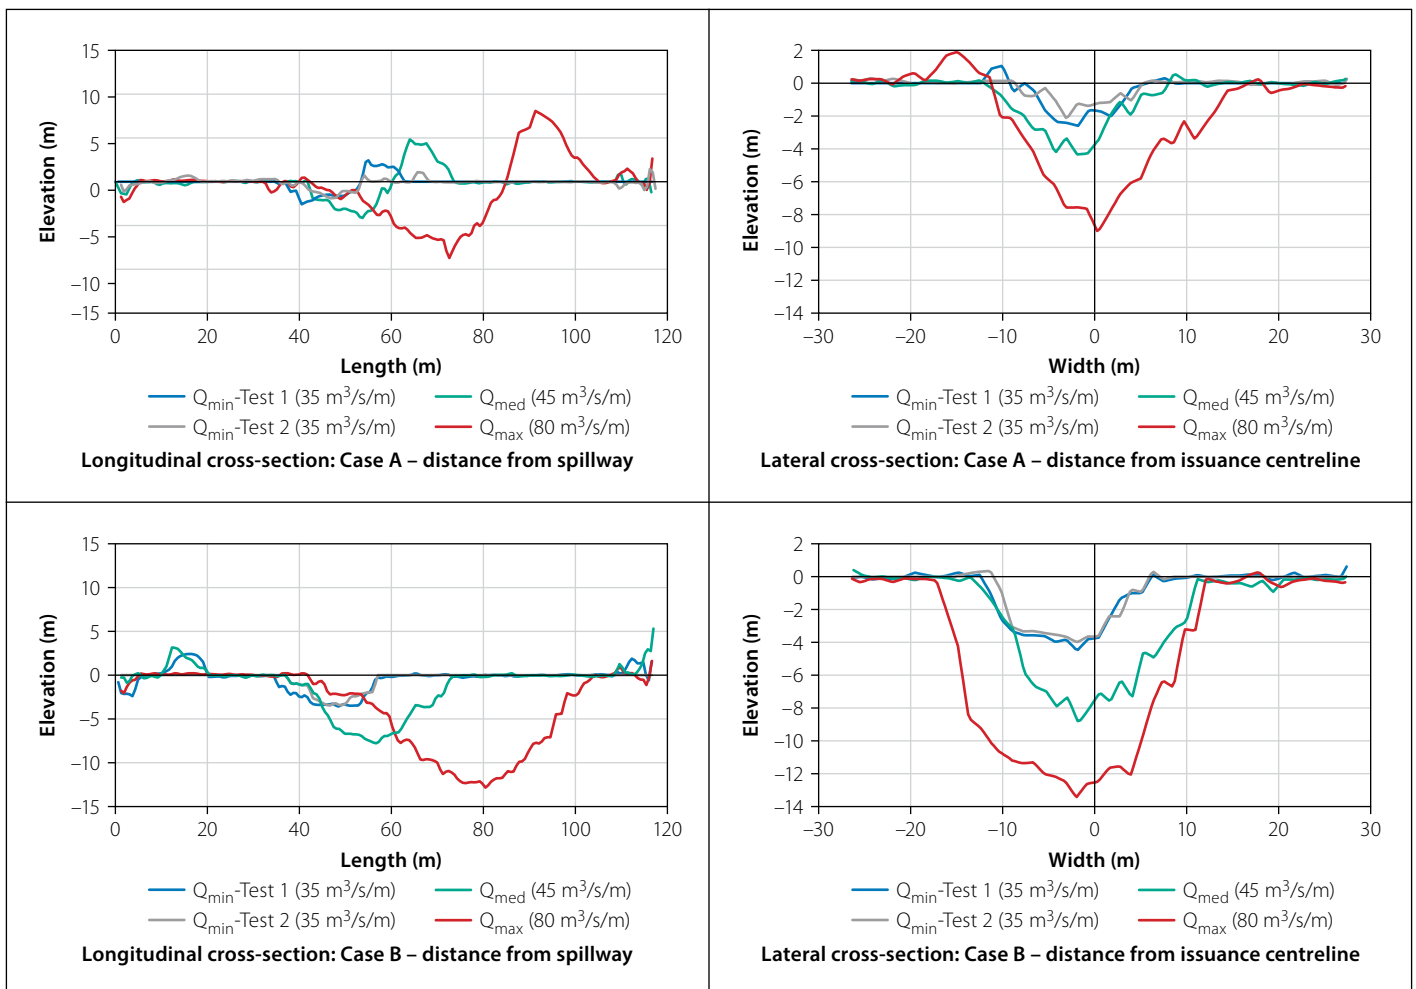 15
10
5
0
−5
−10
−15
0 20 40 60 80 100 120
Elevation (m)
Length (m)
Qmin-Test 1 (35 m³/s/m) Qmed (45 m³/s/m)
Qmin-Test 2 (35 m³/s/m) Qmax (80 m³/s/m)
Longitudinal cross-section: Case A – distance from spillway
2
0
−2
−4
−6
−8
−10
−12
−14
−30 −20 −10 0 10 20 30
Elevation (m)
Width (m)
Qmin-Test 1 (35 m³/s/m) Qmed (45 m³/s/m)
Qmin-Test 2 (35 m³/s/m) Qmax (80 m³/s/m)
Lateral cross-section: Case A – distance from issuance centreline
15
10
5
0
−5
−10
−15
0 20 40 60 80 100 120
Elevation (m)
Length (m)
Qmin-Test 1 (35 m³/s/m) Qmed (45 m³/s/m)
Qmin-Test 2 (35 m³/s/m) Qmax (80 m³/s/m)
Longitudinal cross-section: Case B – distance from spillway
2
0
−2
−4
−6
−8
−10
−12
−14
−30 −20 −10 0 10 20 30
Elevation (m)
Width (m)
Qmin-Test 1 (35 m³/s/m) Qmed (45 m³/s/m)
Qmin-Test 2 (35 m³/s/m) Qmax (80 m³/s/m)
Lateral cross-section: Case B – distance from issuance centreline